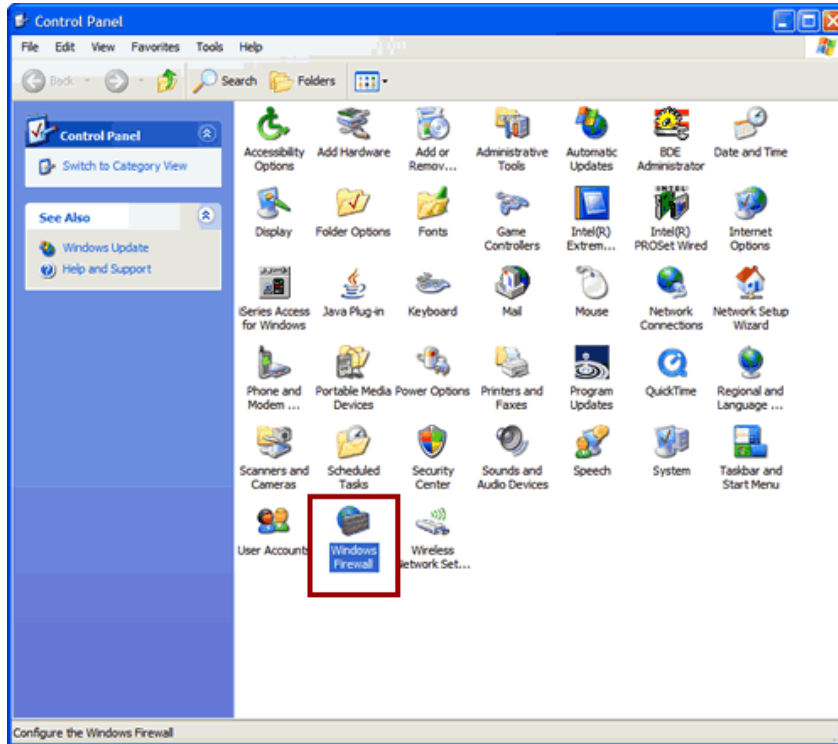 Control Panel
File Edit View Favorites Tools Help
Back Search Folders
Control Panel
Switch to Category View
See Also
Windows Update
Help and Support
Accessibility Options
Add Hardware
Add or Remov...
Administrative Tools
Automatic Updates
BDE Administrator
Date and Time
Display
Folder Options
Fonts
Game Controllers
Intel(R) Extrem...
Intel(R) PROSet Wired
Internet Options
iSeries Access for Windows
Java Plug-in
Keyboard
Mail
Mouse
Network Connections
Network Setup Wizard
Phone and Modem ...
Portable Media Devices
Power Options
Printers and Faxes
Program Updates
QuickTime
Regional and Language ...
Scanners and Cameras
Scheduled Tasks
Security Center
Sounds and Audio Devices
Speech
System
Taskbar and Start Menu
User Accounts
Windows Firewall
Wireless Network Set...
Configure the Windows Firewall